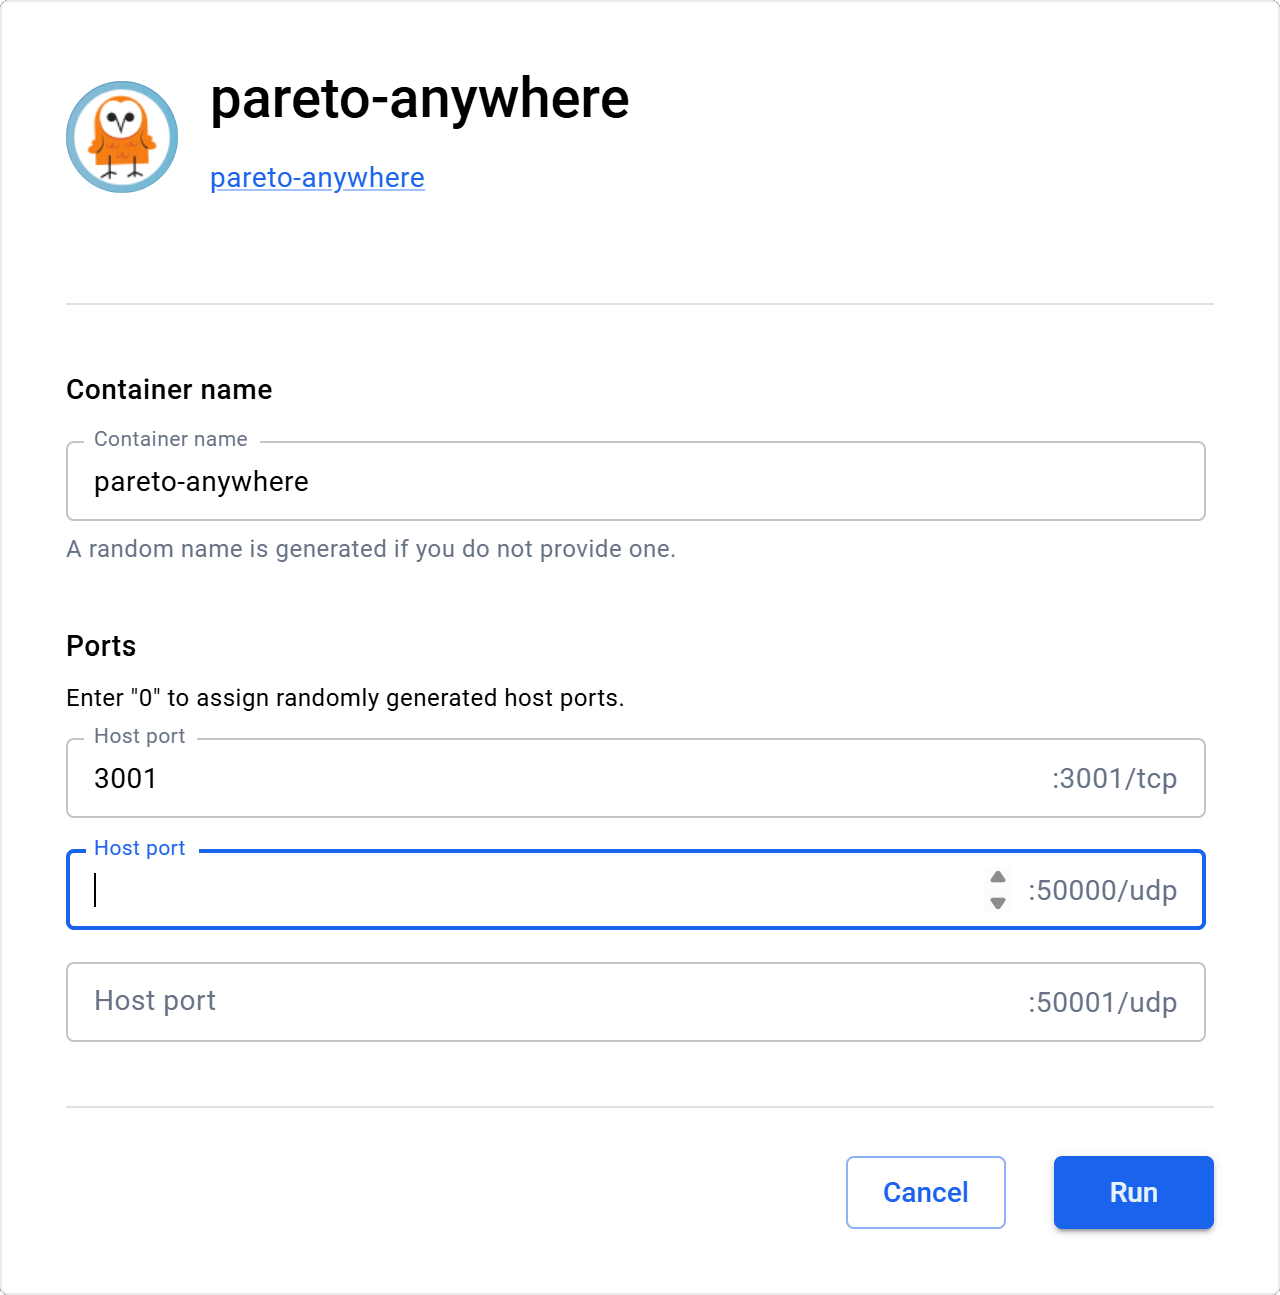 pareto-anywhere
pareto-anywhere
Container name
Container name
pareto-anywhere
A random name is generated if you do not provide one.
Ports
Enter "0" to assign randomly generated host ports.
Host port
3001 :3001/tcp
Host port
:50000/udp
Host port :50001/udp
Cancel Run